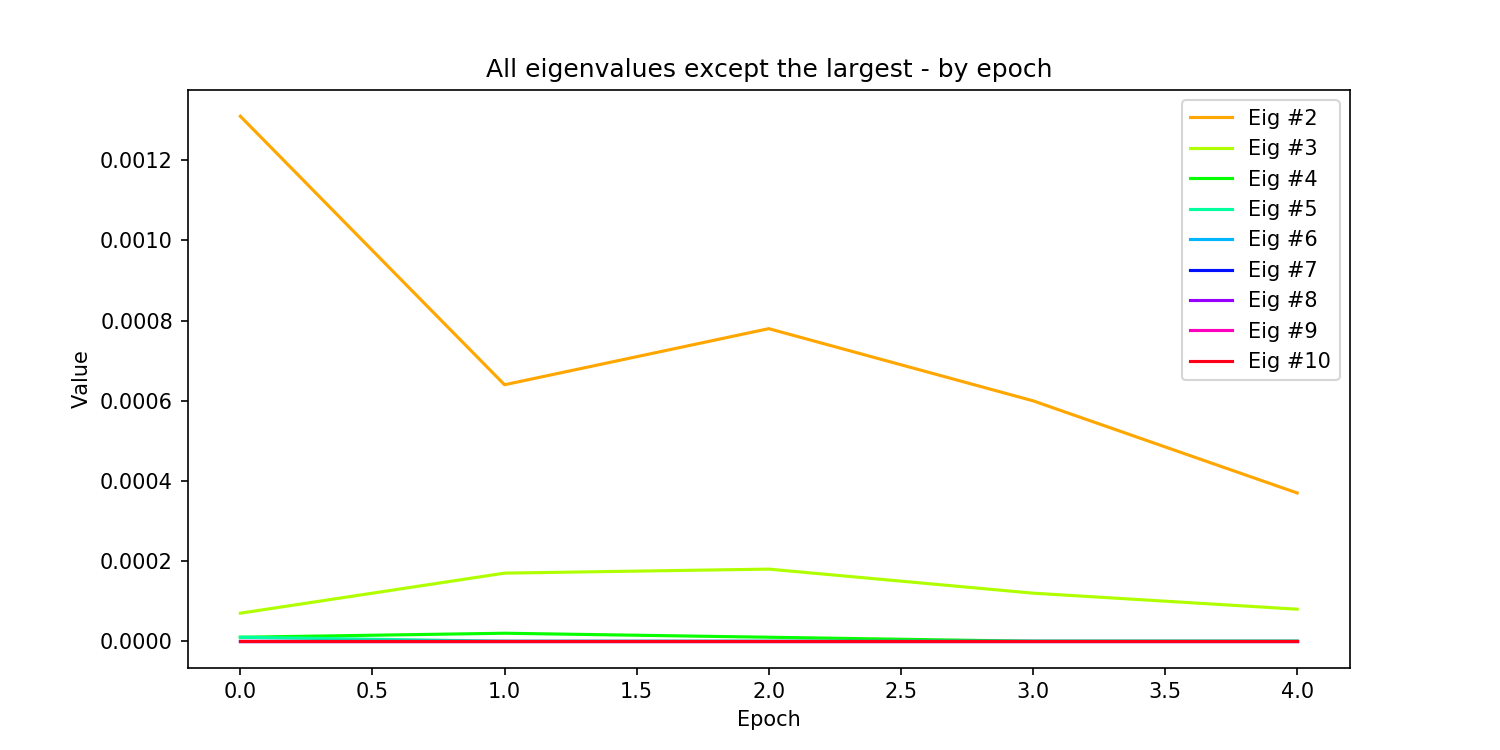 All eigenvalues except the largest - by epoch
Eig #2
Eig #3
Eig #4
Eig #5
Eig #6
Eig #7
Eig #8
Eig #9
Eig #10
Value
0.0012
0.0010
0.0008
0.0006
0.0004
0.0002
0.0000
0.0 0.5 1.0 1.5 2.0 2.5 3.0 3.5 4.0
Epoch